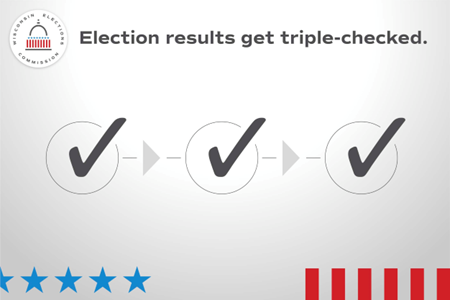 WISCONSIN ELECTIONS
COMMISSION
Election results get triple-checked.